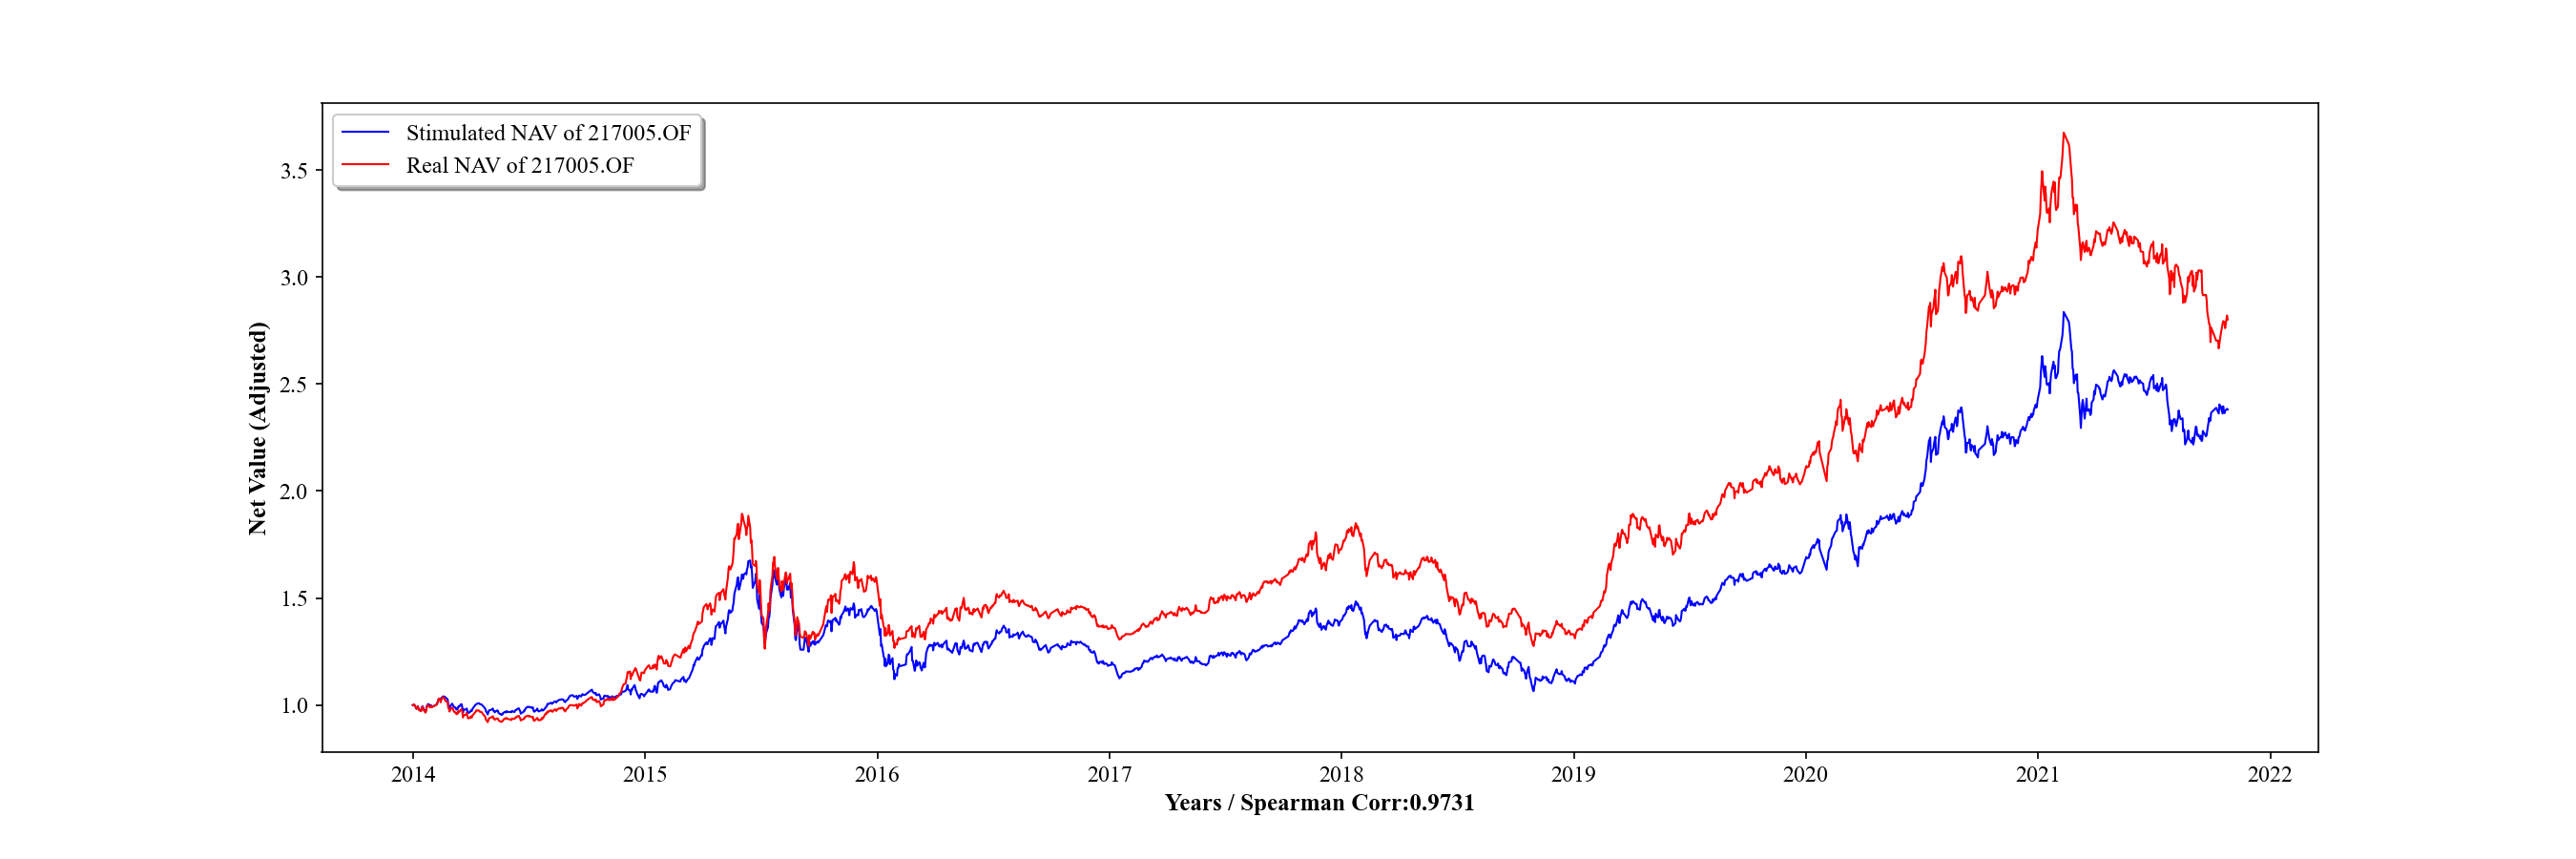 Stimulated NAV of 217005.OF
Real NAV of 217005.OF
Net Value (Adjusted)
3.5
3.0
2.5
2.0
1.5
1.0
2014 2015 2016 2017 2018 2019 2020 2021 2022
Years / Spearman Corr:0.9731